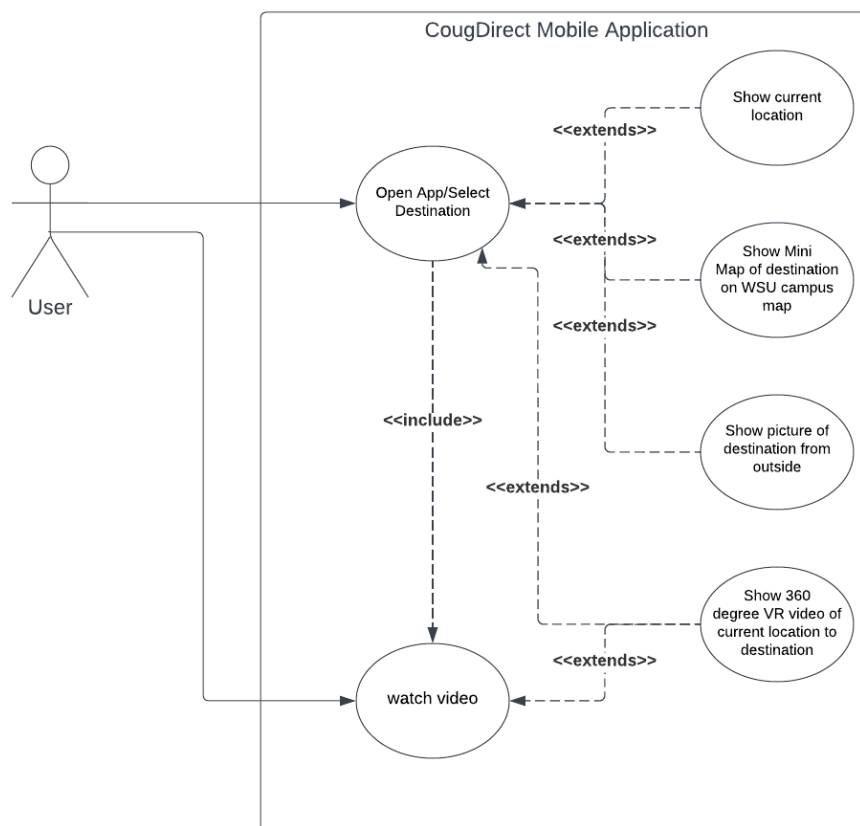 CougDirect Mobile Application
Show current
location
<<extends>>
Open App/Select
Destination
<<extends>>
Show Mini
Map of destination
on WSU campus
map
User
<<extends>>
<<include>>
Show picture of
destination from
outside
<<extends>>
Show 360
degree VR video of
current location to
destination
<<extends>>
watch video